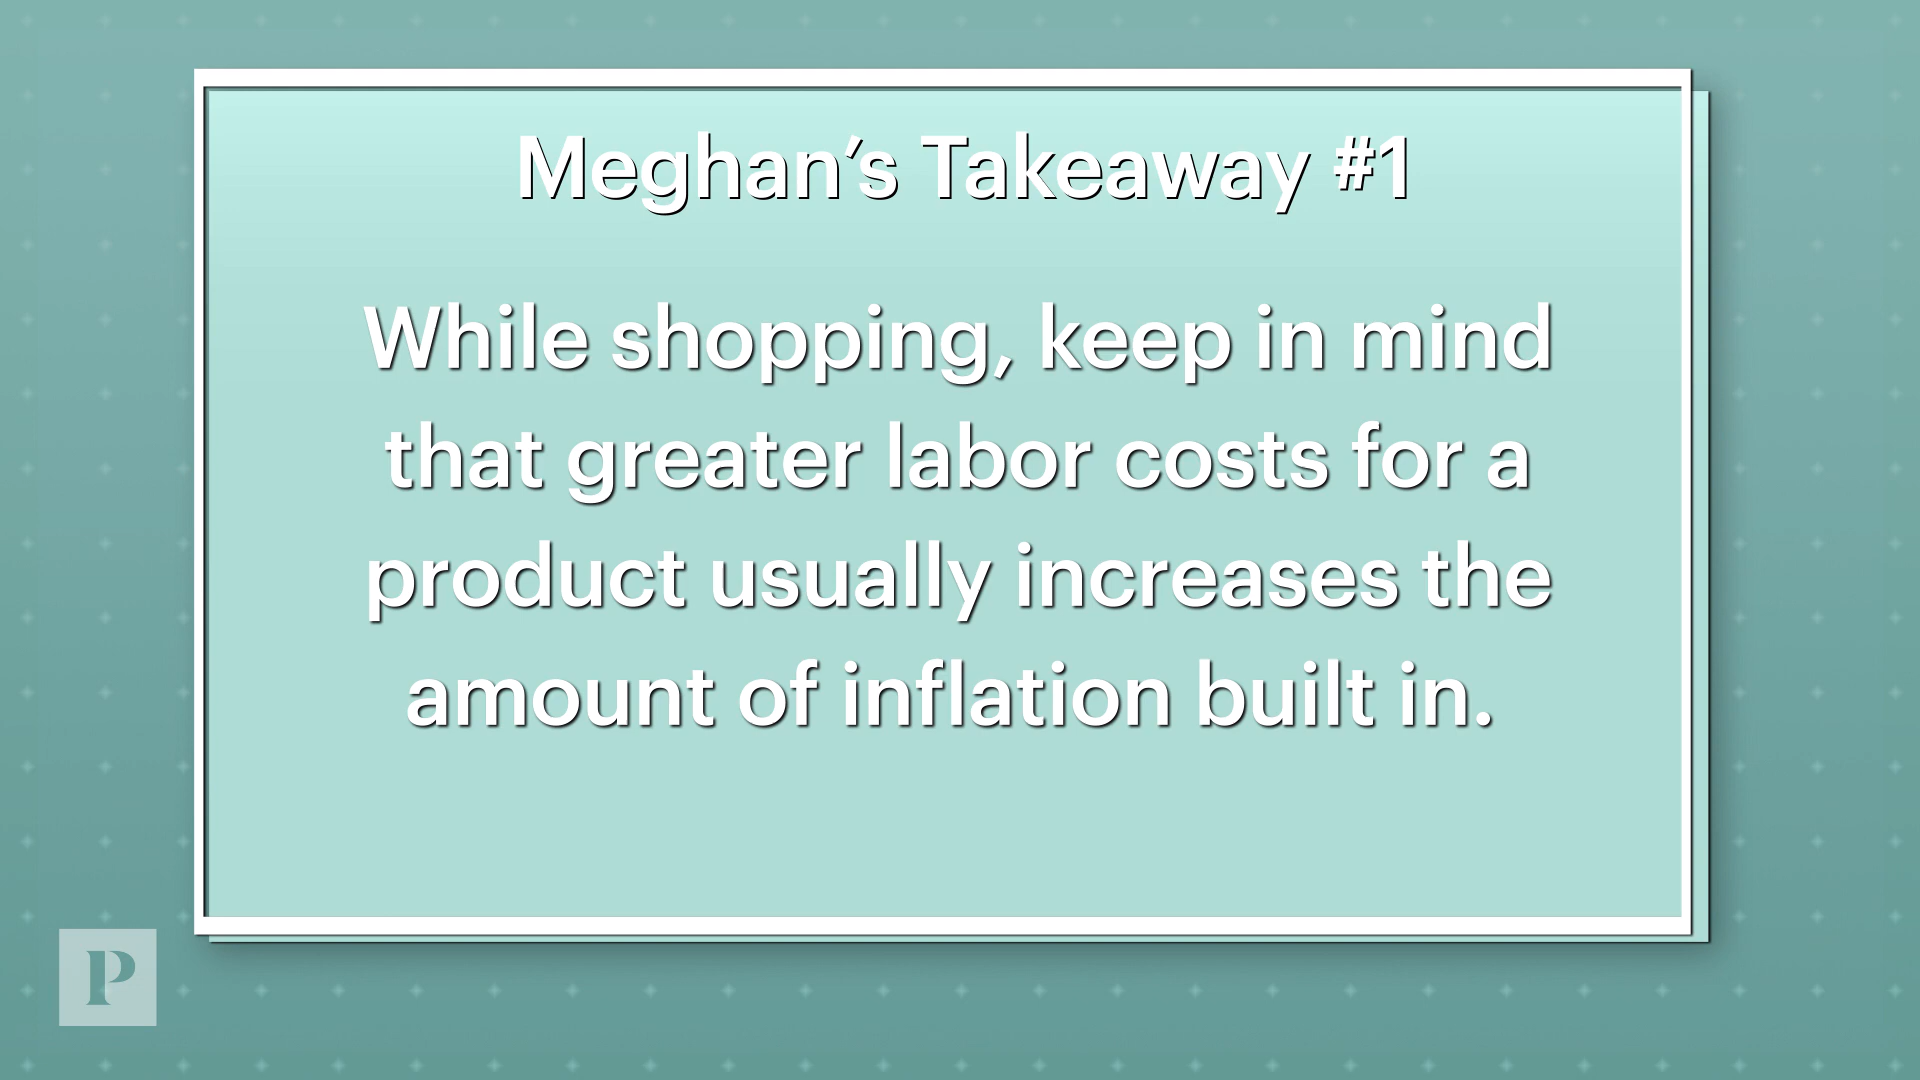 Meghan’s Takeaway #1
While shopping, keep in mind
that greater labor costs for a
product usually increases the
amount of inflation built in.
P